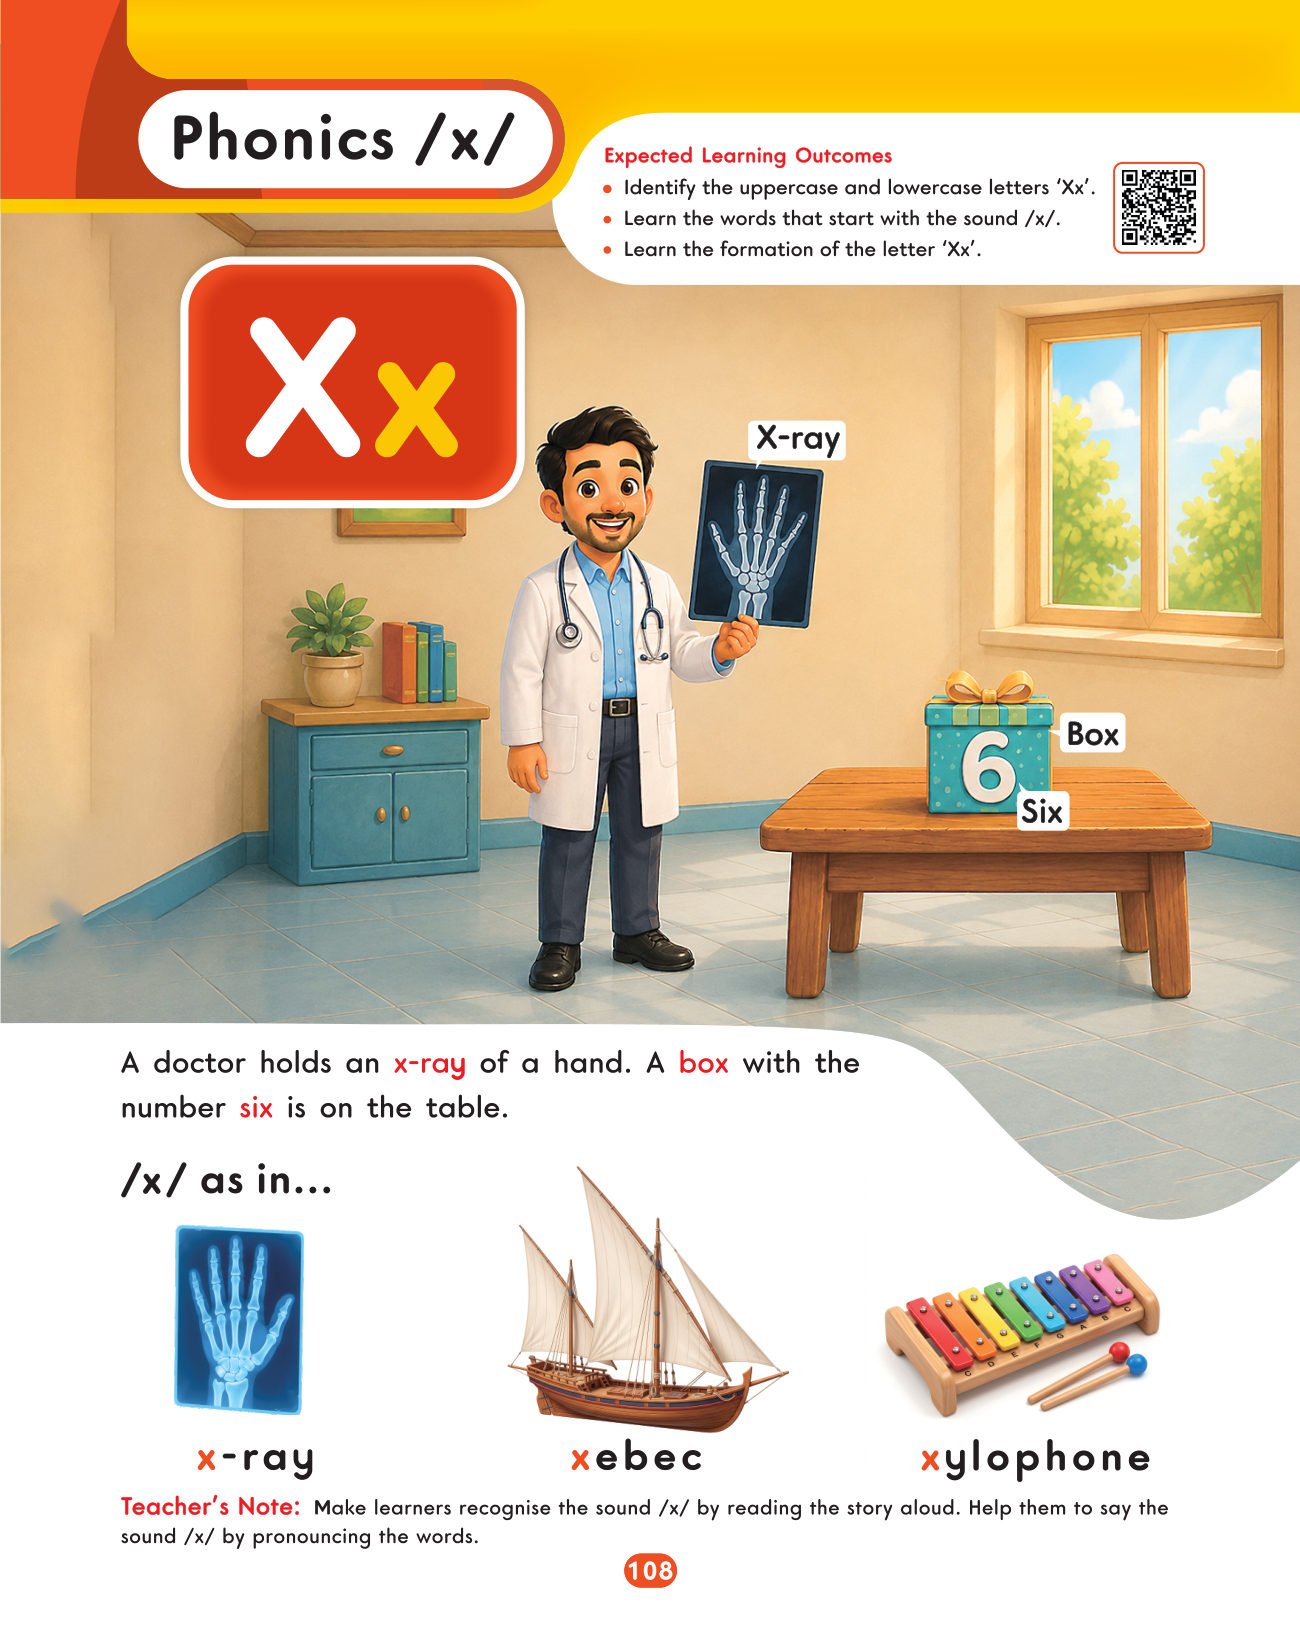 Phonics /x/
Expected Learning Outcomes
• Identify the uppercase and lowercase letters ‘Xx’.
• Learn the words that start with the sound /x/.
• Learn the formation of the letter ‘Xx’.
Xx
X-ray
Box
6
Six
A doctor holds an x-ray of a hand. A box with the
number six is on the table.
/x/ as in...
C D E F G A B C
x-ray
xebec
xylophone
Teacher’s Note: Make learners recognise the sound /x/ by reading the story aloud. Help them to say the
sound /x/ by pronouncing the words.
108